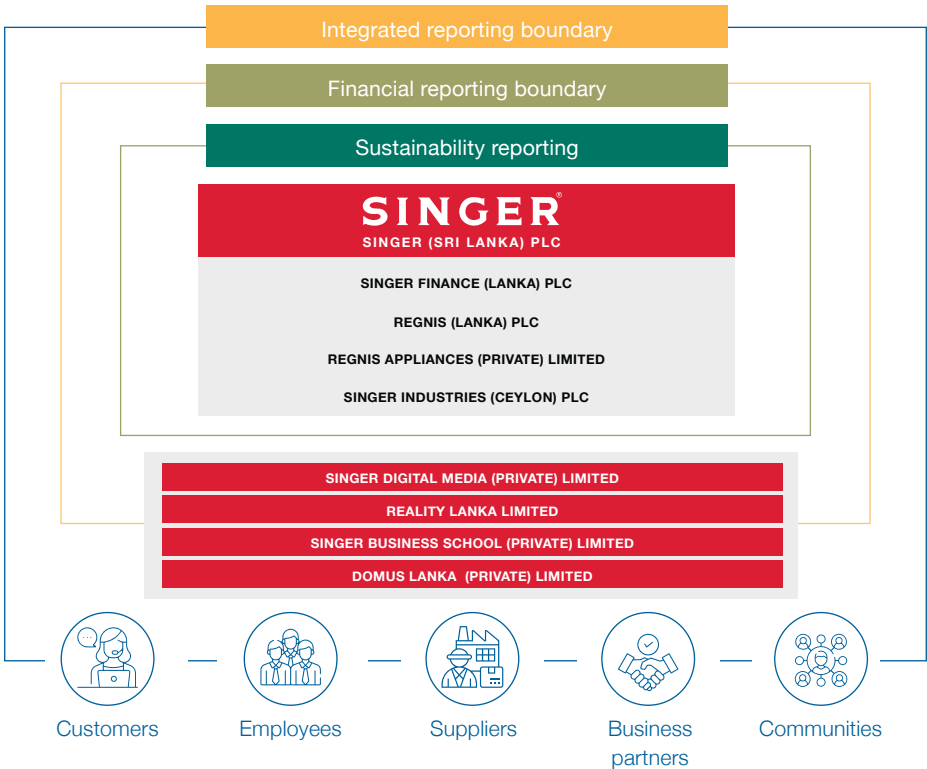 Integrated reporting boundary
Financial reporting boundary
Sustainability reporting
SINGER®
SINGER (SRI LANKA) PLC
SINGER FINANCE (LANKA) PLC
REGNIS (LANKA) PLC
REGNIS APPLIANCES (PRIVATE) LIMITED
SINGER INDUSTRIES (CEYLON) PLC
SINGER DIGITAL MEDIA (PRIVATE) LIMITED
REALITY LANKA LIMITED
SINGER BUSINESS SCHOOL (PRIVATE) LIMITED
DOMUS LANKA (PRIVATE) LIMITED
Customers
Employees
Suppliers
Business
partners
Communities